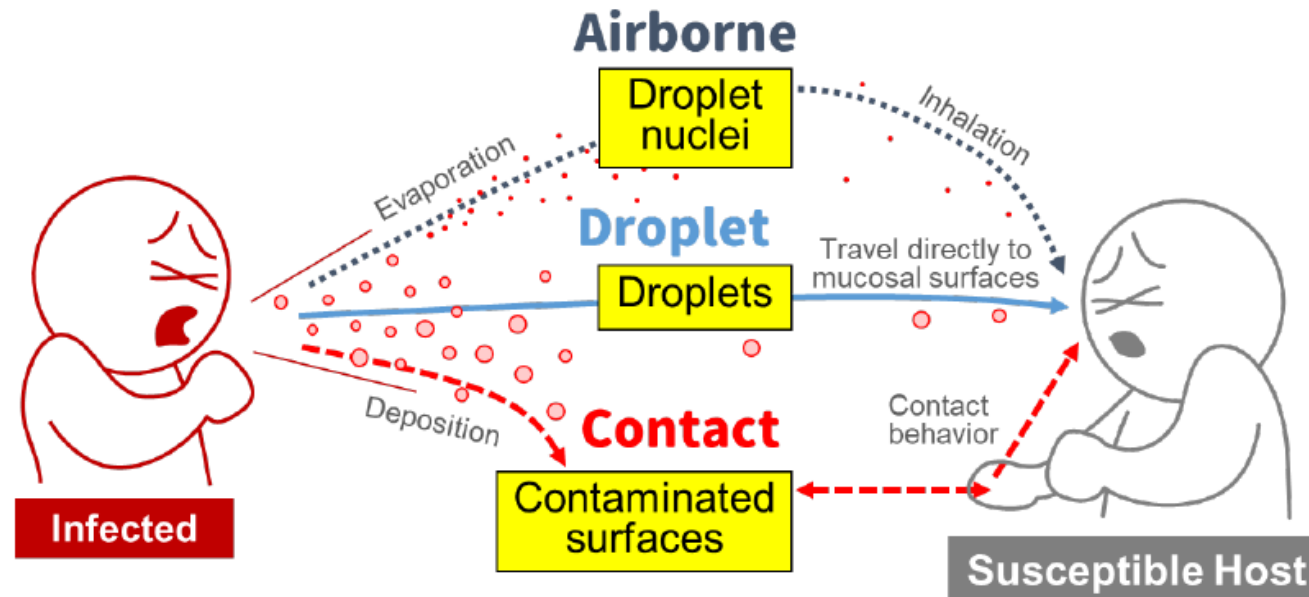 Airborne
Droplet
nuclei
Evaporation
Inhalation
Droplet
Droplets
Travel directly to
mucosal surfaces
Deposition
Contact
Contaminated
surfaces
Contact
behavior
Infected
Susceptible Host